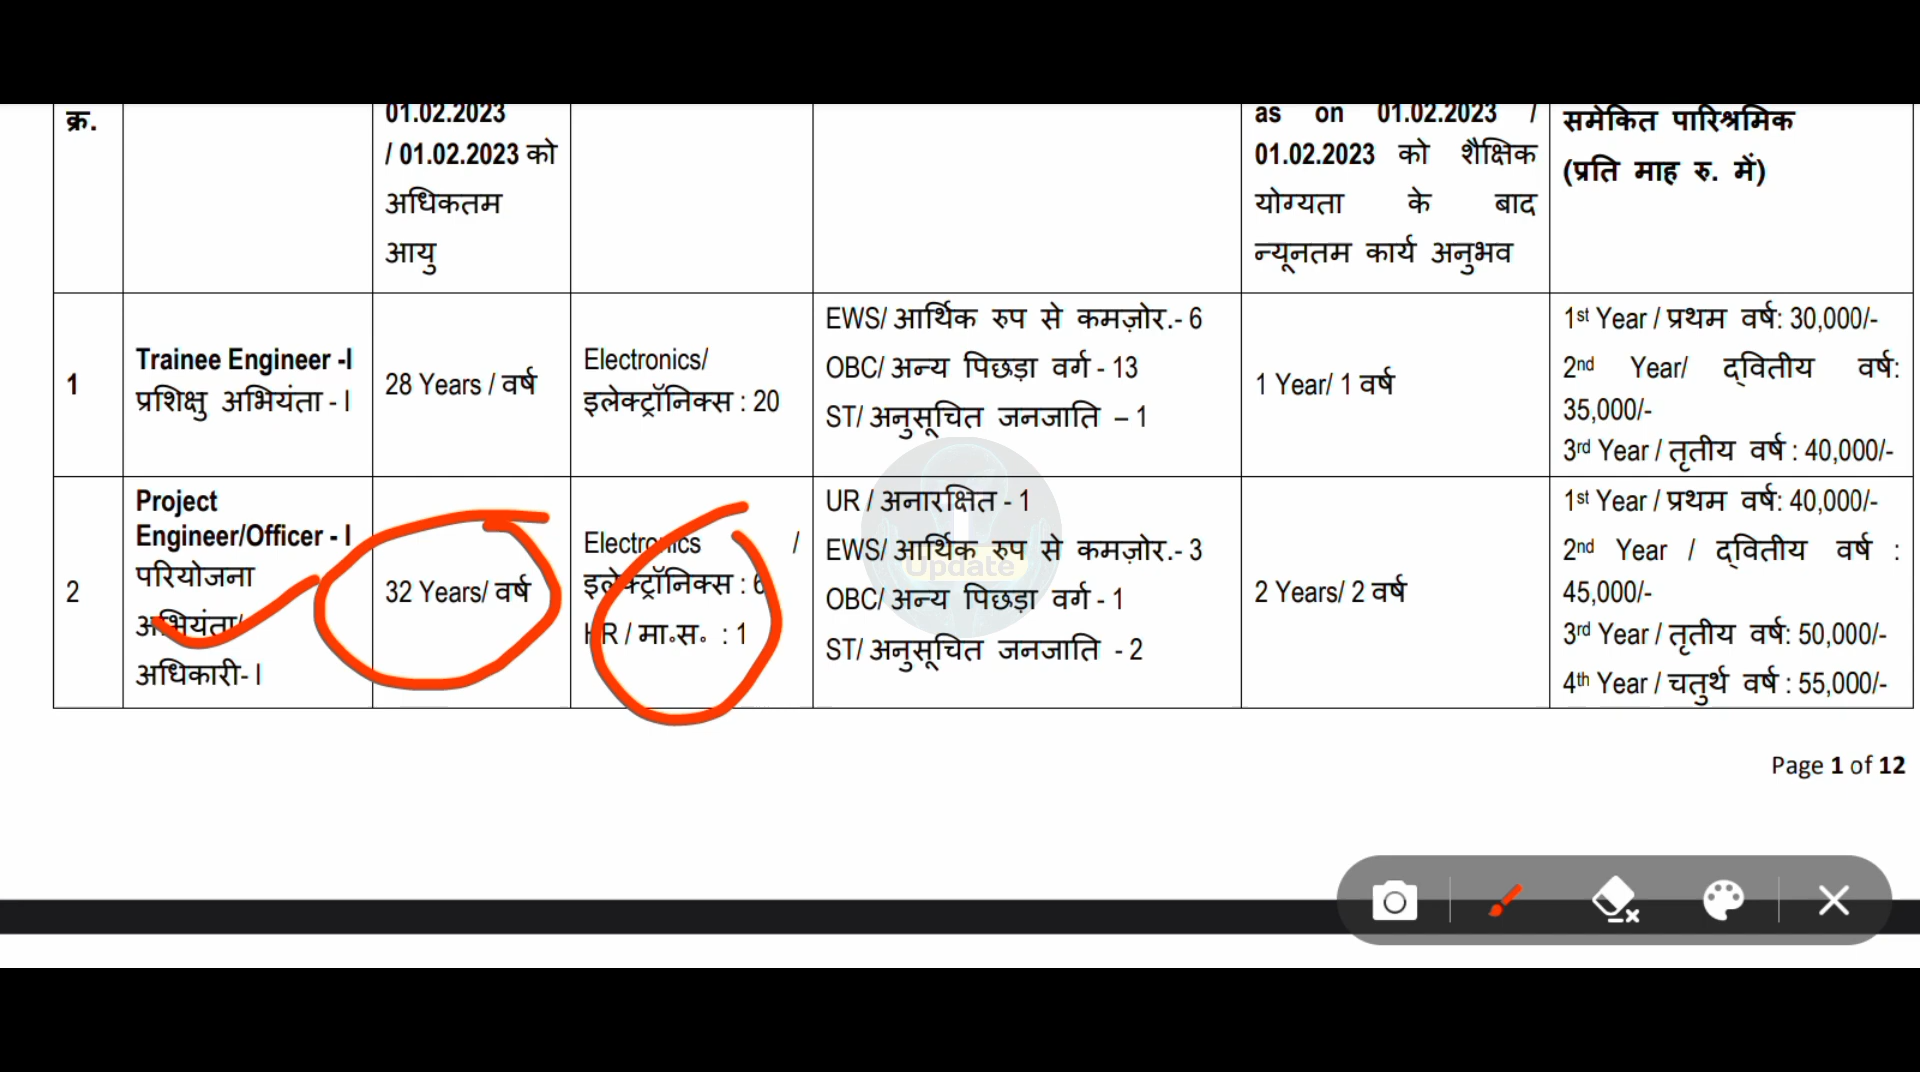 क्र.
01.02.2023
/ 01.02.2023 को
अधिकतम
आयु
as on 01.02.2023 /
01.02.2023 को शैक्षिक
योग्यता के बाद
न्यूनतम कार्य अनुभव
समेकित पारिश्रमिक
(प्रति माह रु. में)
1
Trainee Engineer -I
प्रशिक्षु अभियंता - I
28 Years / वर्ष
Electronics/
इलेक्ट्रॉनिक्स : 20
EWS/ आर्थिक रुप से कमज़ोर.- 6
OBC/ अन्य पिछड़ा वर्ग - 13
ST/ अनुसूचित जनजाति – 1
1 Year/ 1 वर्ष
1st Year / प्रथम वर्ष: 30,000/-
2nd Year/ द्वितीय वर्ष:
35,000/-
3rd Year / तृतीय वर्ष : 40,000/-
2
Project
Engineer/Officer - I
परियोजना
अभियंता/
अधिकारी- I
32 Years/ वर्ष
Electronics /
इलेक्ट्रॉनिक्स : 6
HR / मा॰स॰ : 1
UR / अनारक्षित - 1
EWS/ आर्थिक रुप से कमज़ोर.- 3
OBC/ अन्य पिछड़ा वर्ग - 1
ST/ अनुसूचित जनजाति - 2
2 Years/ 2 वर्ष
1st Year / प्रथम वर्ष: 40,000/-
2nd Year / द्वितीय वर्ष :
45,000/-
3rd Year / तृतीय वर्ष: 50,000/-
4th Year / चतुर्थ वर्ष : 55,000/-
Update
Page 1 of 12